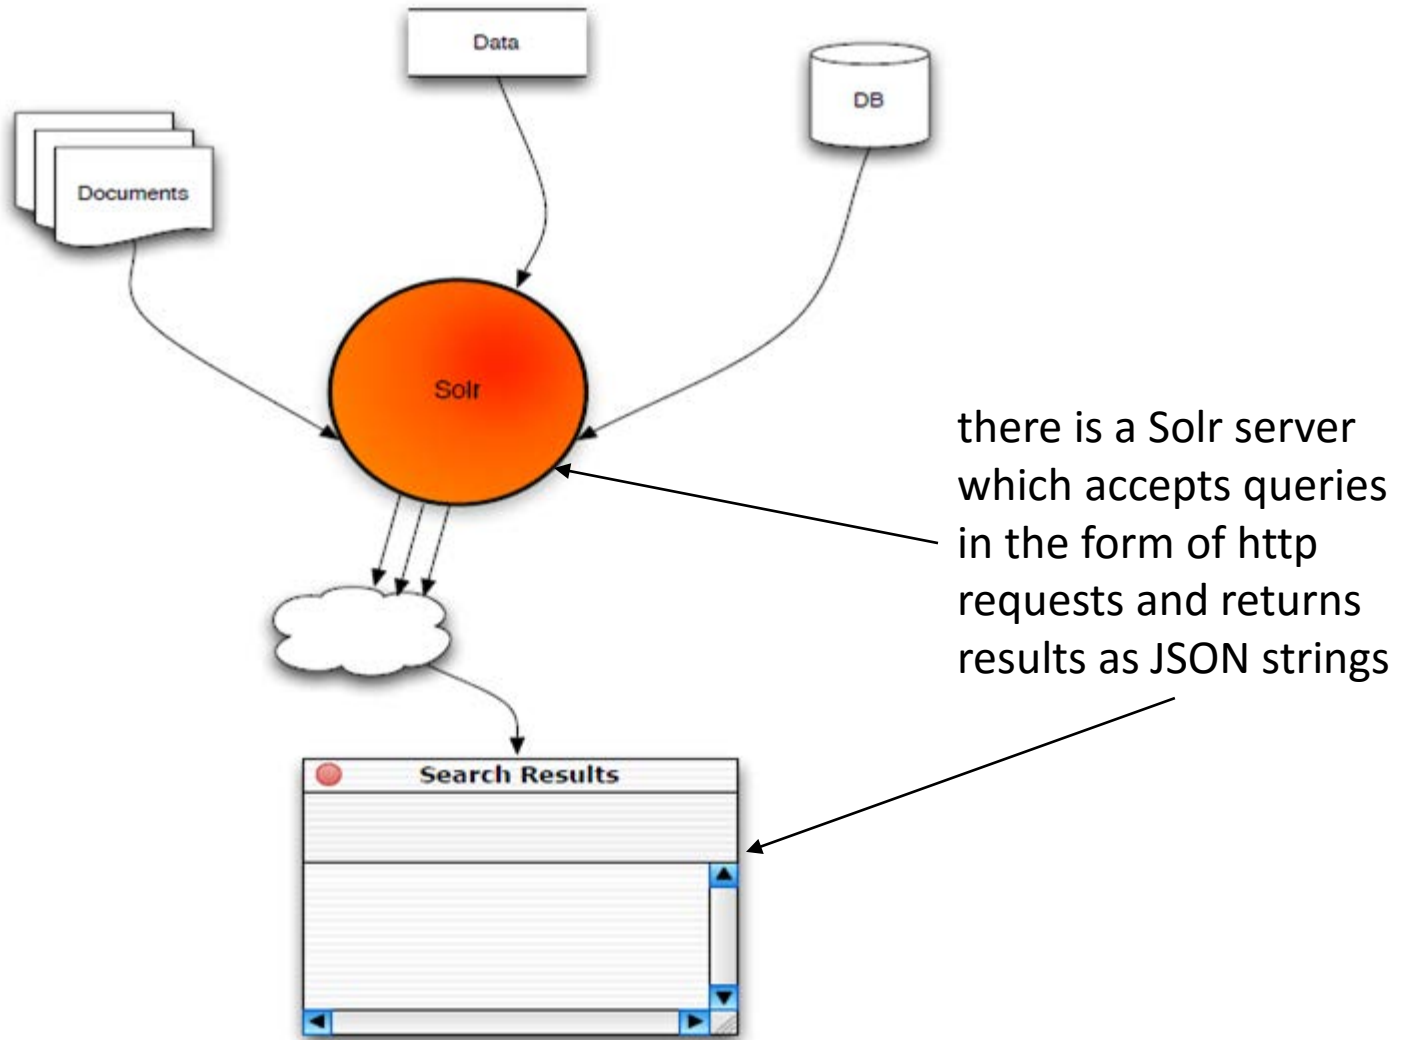 Data
DB
Documents
Solr
there is a Solr server
which accepts queries
in the form of http
requests and returns
results as JSON strings
Search Results